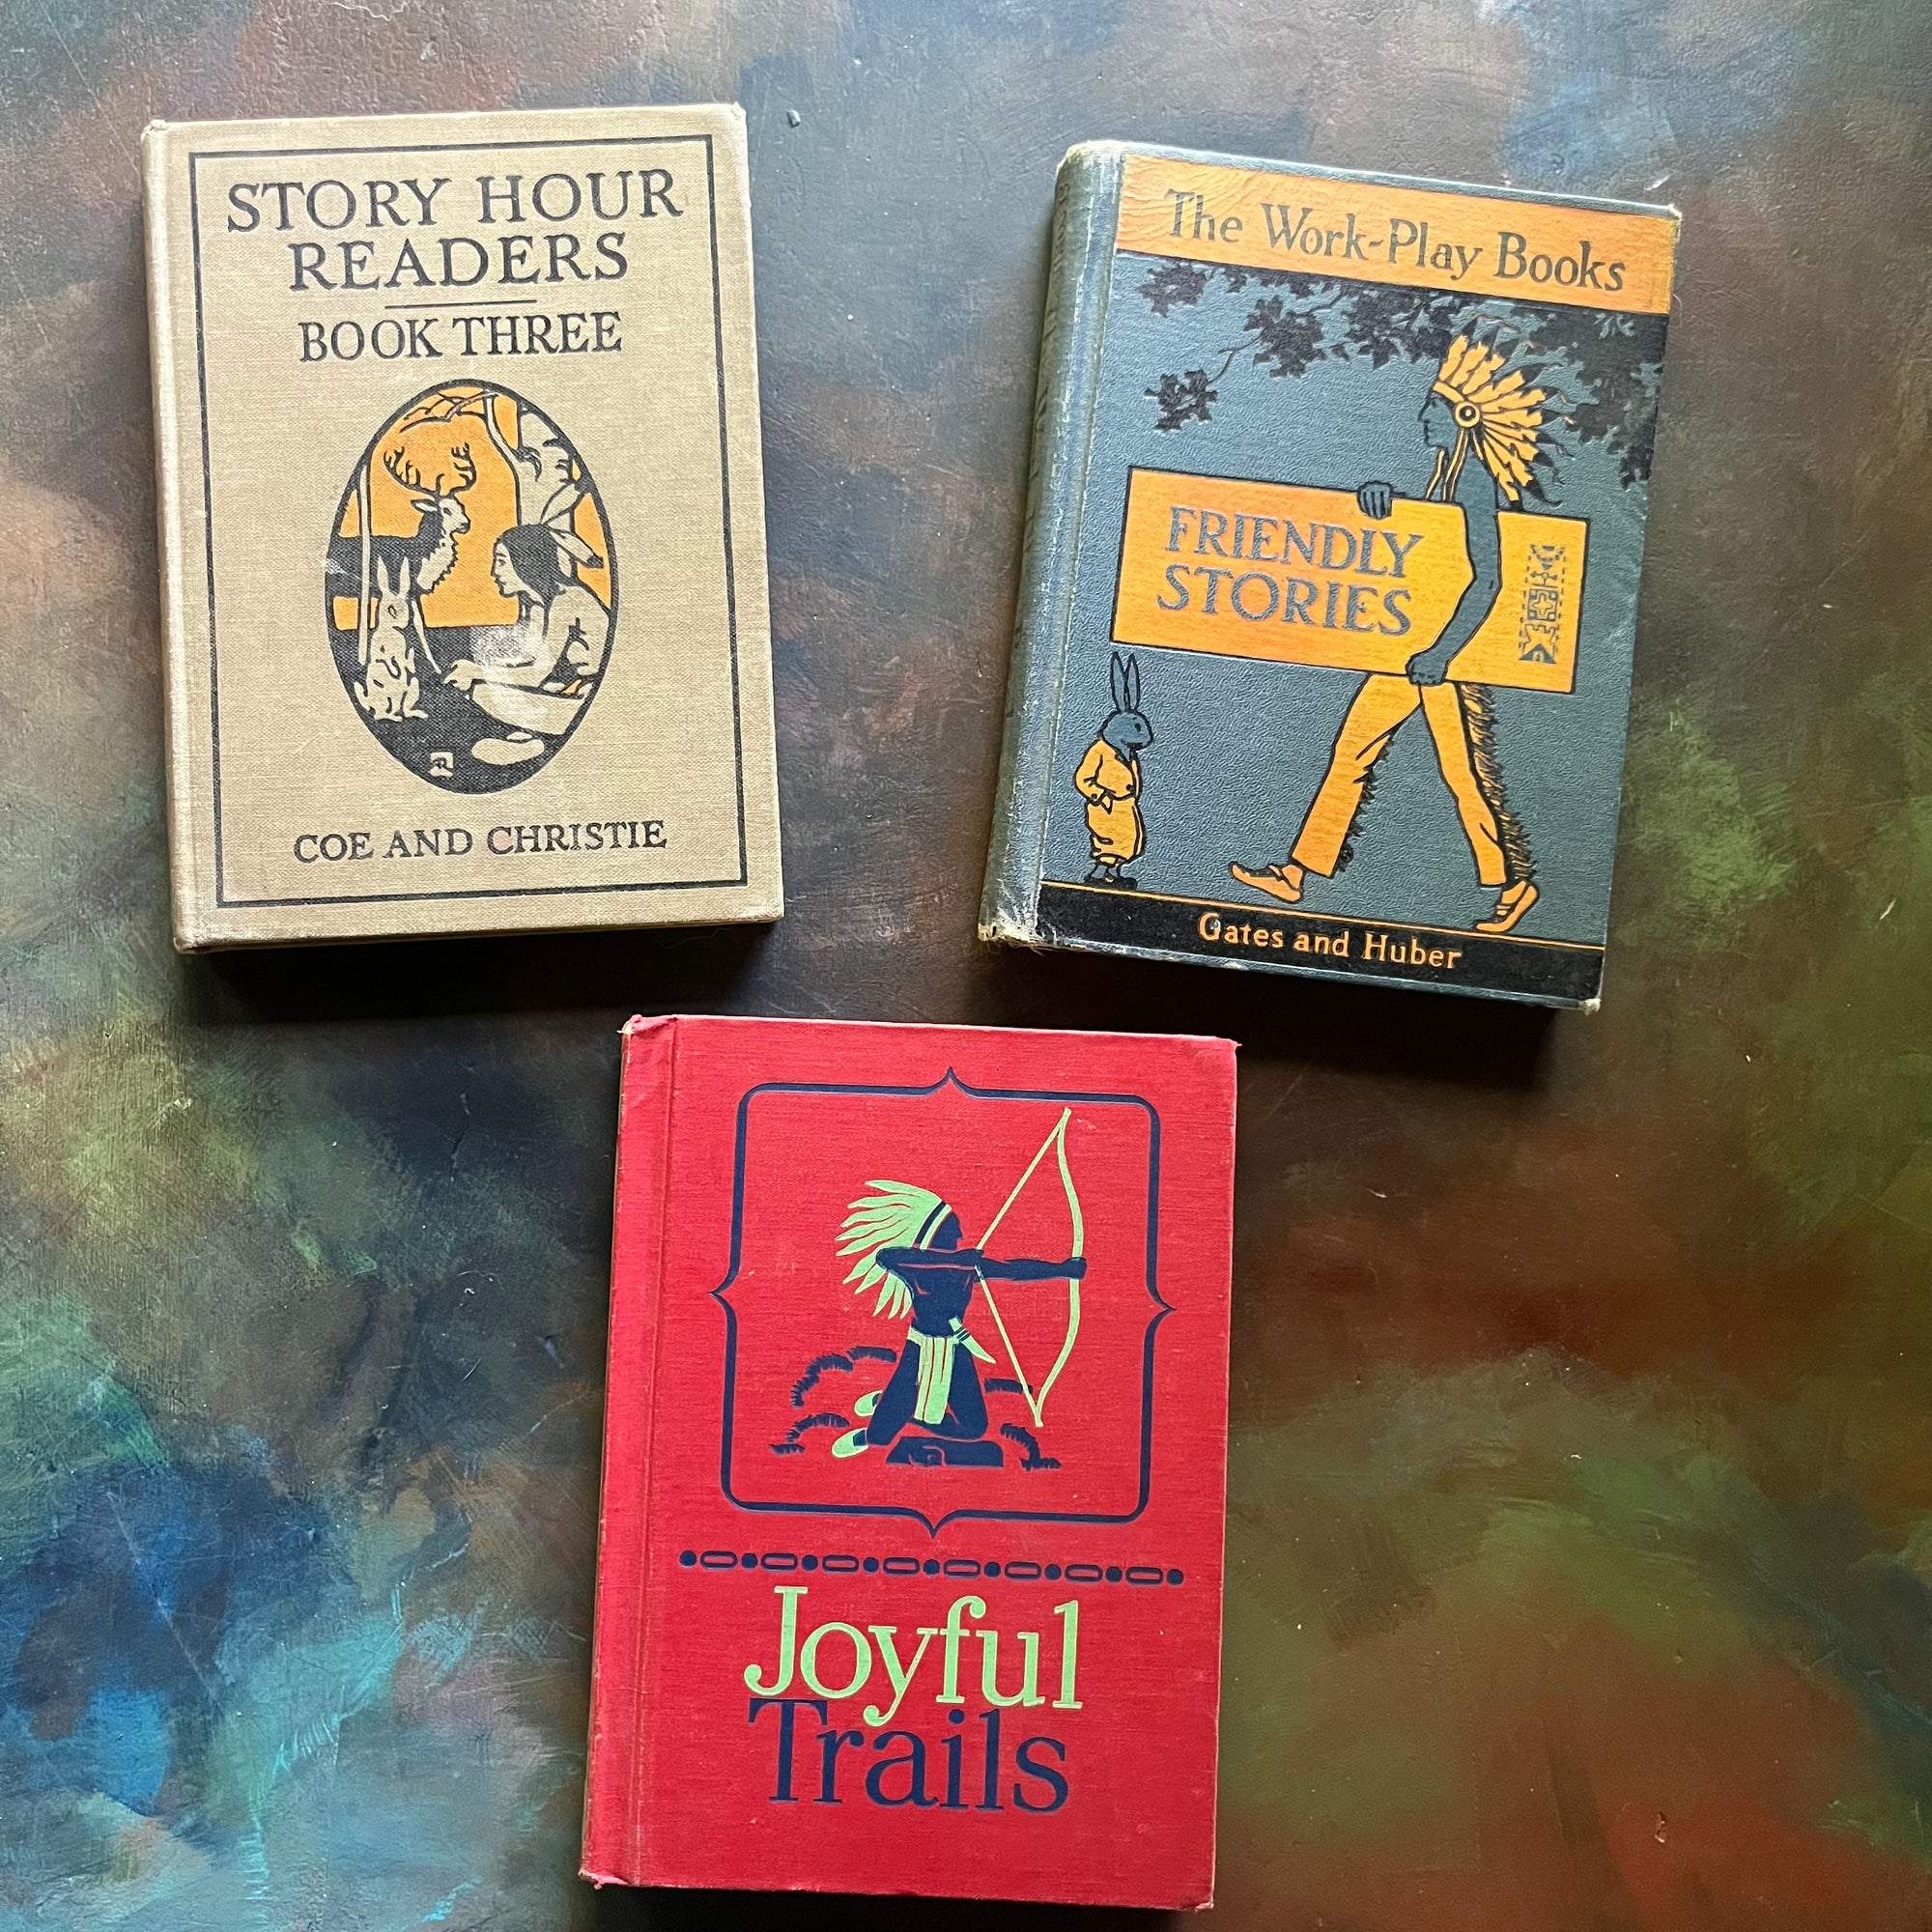 STORY HOUR
READERS
BOOK THREE
COE AND CHRISTIE
The Work-Play Books
FRIENDLY
STORIES
Gates and Huber
Joyful
Trails